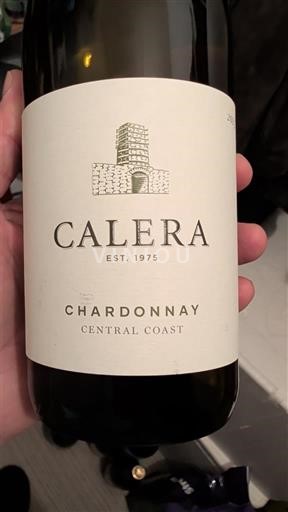 CALERA
EST. 1975
CHARDONNAY
CENTRAL COAST